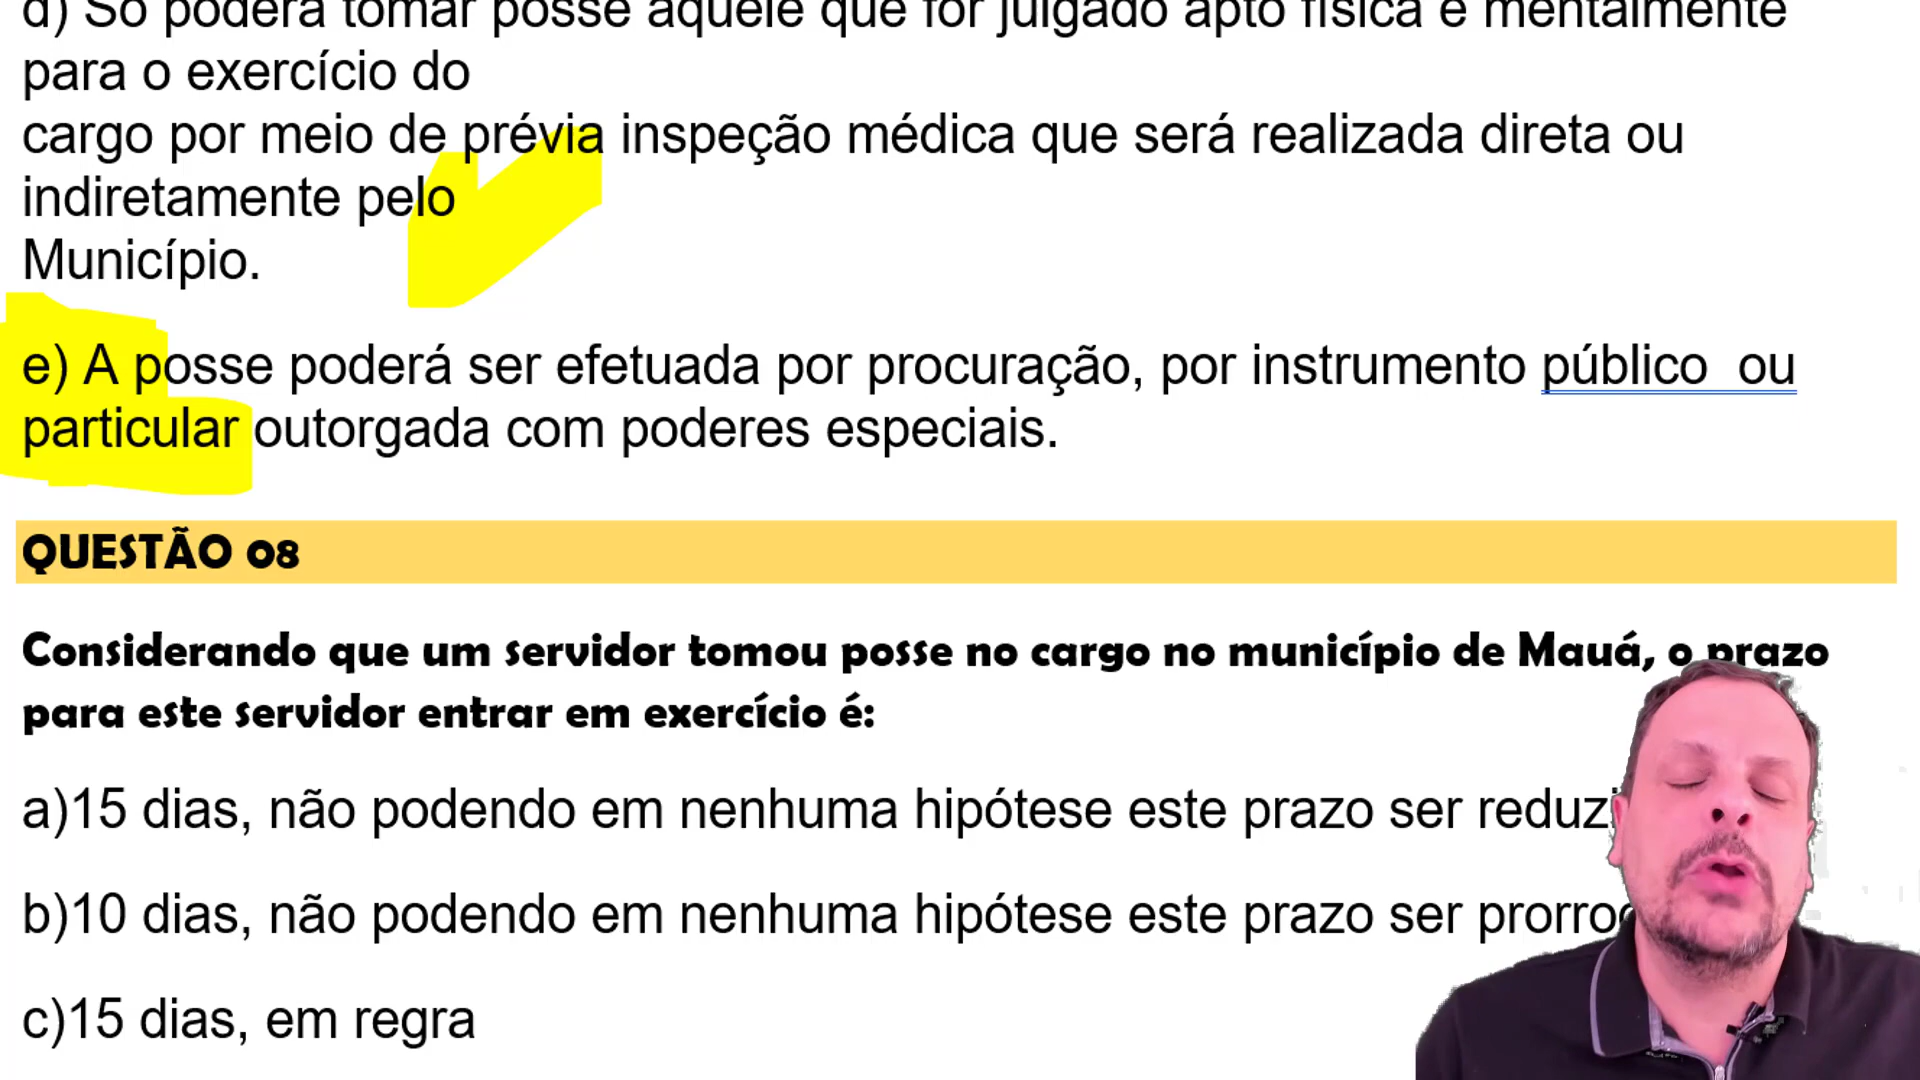 d) Só poderá tomar posse aquele que for julgado apto física e mentalmente
para o exercício do
cargo por meio de prévia inspeção médica que será realizada direta ou
indiretamente pelo
Município.
e) A posse poderá ser efetuada por procuração, por instrumento público ou
particular outorgada com poderes especiais.
QUESTÃO 08
Considerando que um servidor tomou posse no cargo no município de Mauá, o prazo
para este servidor entrar em exercício é:
a)15 dias, não podendo em nenhuma hipótese este prazo ser
b)10 dias, não podendo em nenhuma hipótese este prazo ser
c)15 dias, em regra